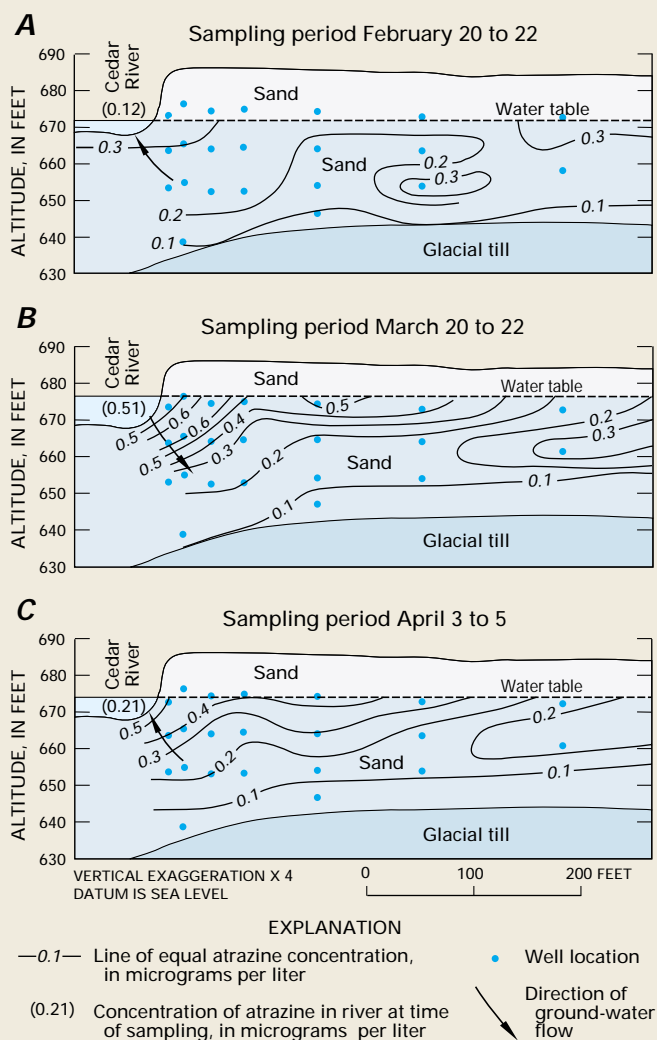 A
Sampling period February 20 to 22
690
680
670
660
650
640
630
ALTITUDE, IN FEET
Cedar
River
(0.12)
Sand
Water table
0.3
0.2
0.1
Sand
0.2
0.3
0.3
0.1
Glacial till
B
Sampling period March 20 to 22
690
680
670
660
650
640
630
ALTITUDE, IN FEET
Cedar
River
(0.51)
Sand
Water table
0.5
0.6
0.6
0.5
0.4
0.3
0.5
0.2
0.1
Sand
0.2
0.3
0.1
Glacial till
C
Sampling period April 3 to 5
690
680
670
660
650
640
630
ALTITUDE, IN FEET
Cedar
River
(0.21)
Sand
Water table
0.5
0.4
0.3
0.2
0.1
Sand
0.2
0.1
Glacial till
VERTICAL EXAGGERATION X 4
DATUM IS SEA LEVEL
0 100 200 FEET
EXPLANATION
0.1 Line of equal atrazine concentration,
in micrograms per liter
(0.21) Concentration of atrazine in river at time
of sampling, in micrograms per liter
Well location
Direction of
ground-water
flow